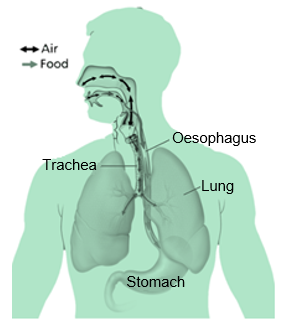 Air
Food
Oesophagus
Trachea
Lung
Stomach